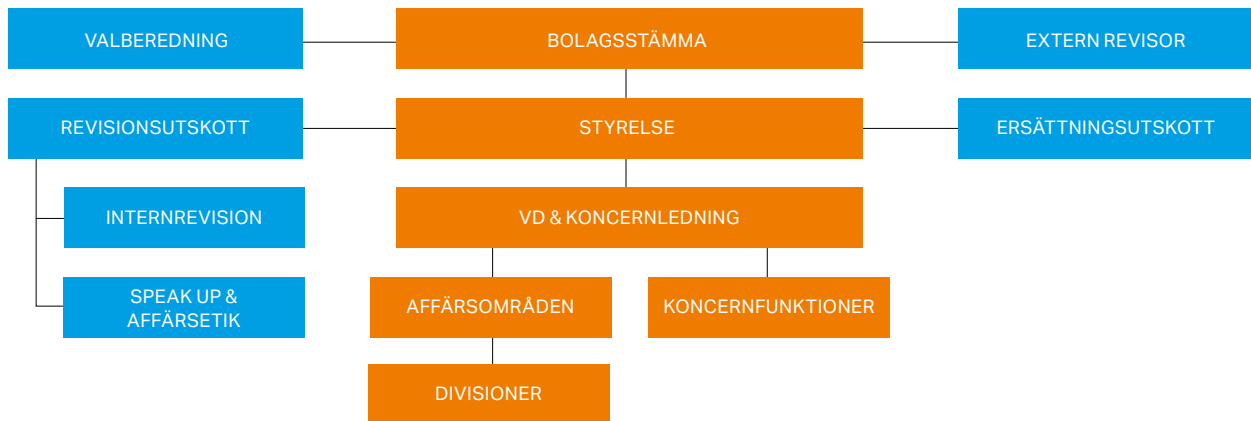 VALBEREDNING
BOLAGSSTÄMMA
EXTERN REVISOR
REVISIONSUTSKOTT
STYRELSE
ERSÄTTNINGSUTSKOTT
INTERNREVISION
VD & KONCERNLEDNING
SPEAK UP &
AFFÄRSETIK
AFFÄRSOMRÅDEN
KONCERNFUNKTIONER
DIVISIONER